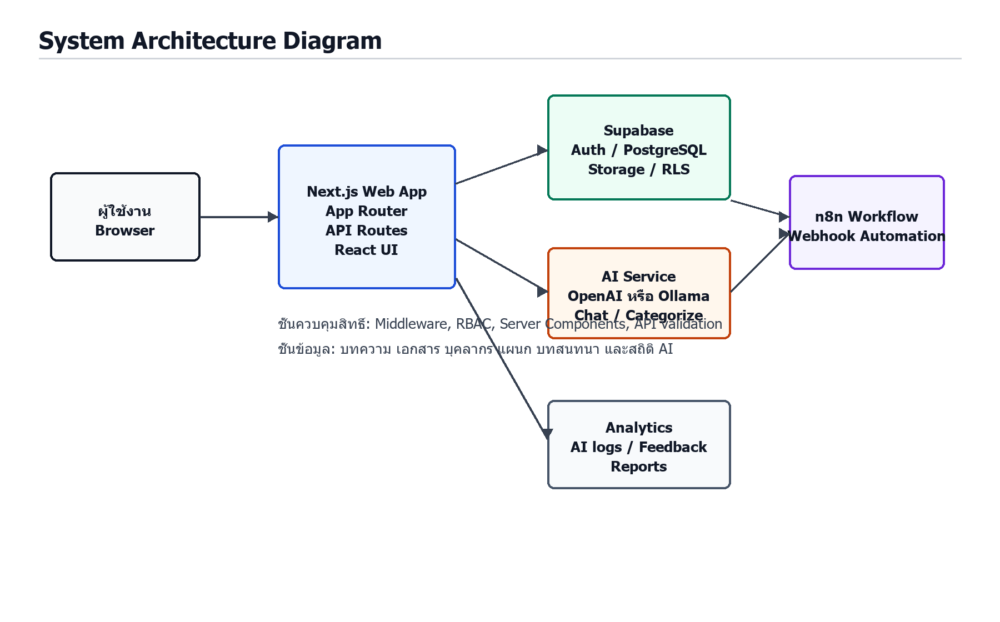 System Architecture Diagram
ผู้ใช้งาน
Browser
Next.js Web App
App Router
API Routes
React UI
Supabase
Auth / PostgreSQL
Storage / RLS
AI Service
OpenAI หรือ Ollama
Chat / Categorize
n8n Workflow
Webhook Automation
ชั้นควบคุมสิทธิ์: Middleware, RBAC, Server Components, API validation
ชั้นข้อมูล: บทความ เอกสาร บุคลากร แผนก บทสนทนา และสถิติ AI
Analytics
AI logs / Feedback
Reports